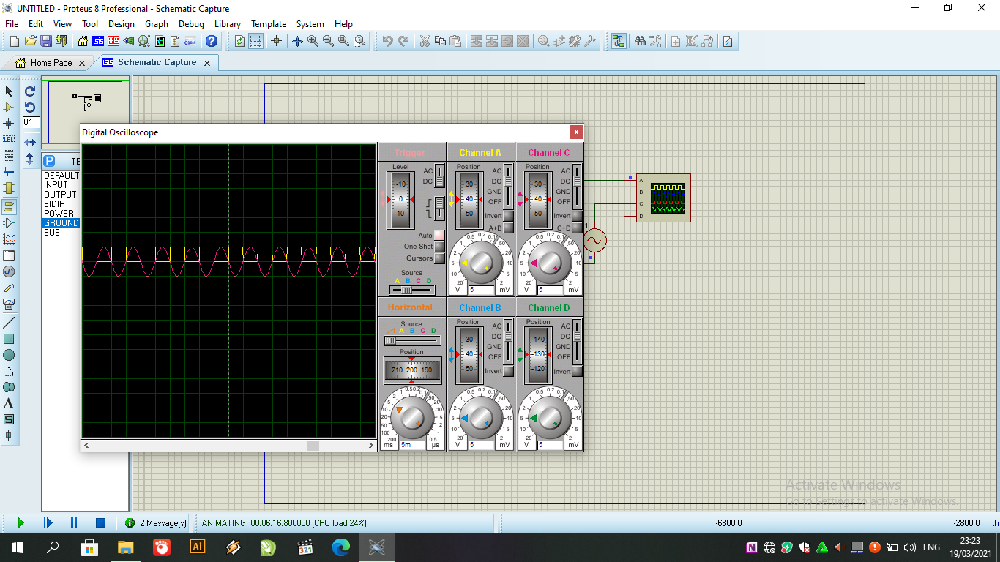 UNTITLED - Proteus 8 Professional - Schematic Capture
File Edit View Tool Design Graph Debug Library Template System Help
Home Page
Schematic Capture
0°
LBL
P
DEFAULT
INPUT
OUTPUT
BIDIR
POWER
GROUND
BUS
Digital Oscilloscope
Trigger
Level
AC
DC
-10
0
10
Auto
One-Shot
Cursors
Source
A B C D
Channel A
Position
AC
DC
GND
OFF
30
40
50
Invert
A+B
V 5 mV
Channel C
Position
AC
DC
GND
OFF
30
40
50
Invert
C+D
V 5 mV
Horizontal
Source
A B C D
Position
210 200 190
ms 5m µs
Channel B
Position
AC
DC
GND
OFF
30
40
50
Invert
V 5 mV
Channel D
Position
AC
DC
GND
OFF
-140
-130
-120
Invert
V 5 mV
A
B
C
D
Activate Windows
Go to Settings to activate Windows.
2 Message(s)
ANIMATING: 00:06:16.800000 (CPU load 24%)
-6800.0
-2800.0
th
Ai
321
N
ENG
23:23
19/03/2021